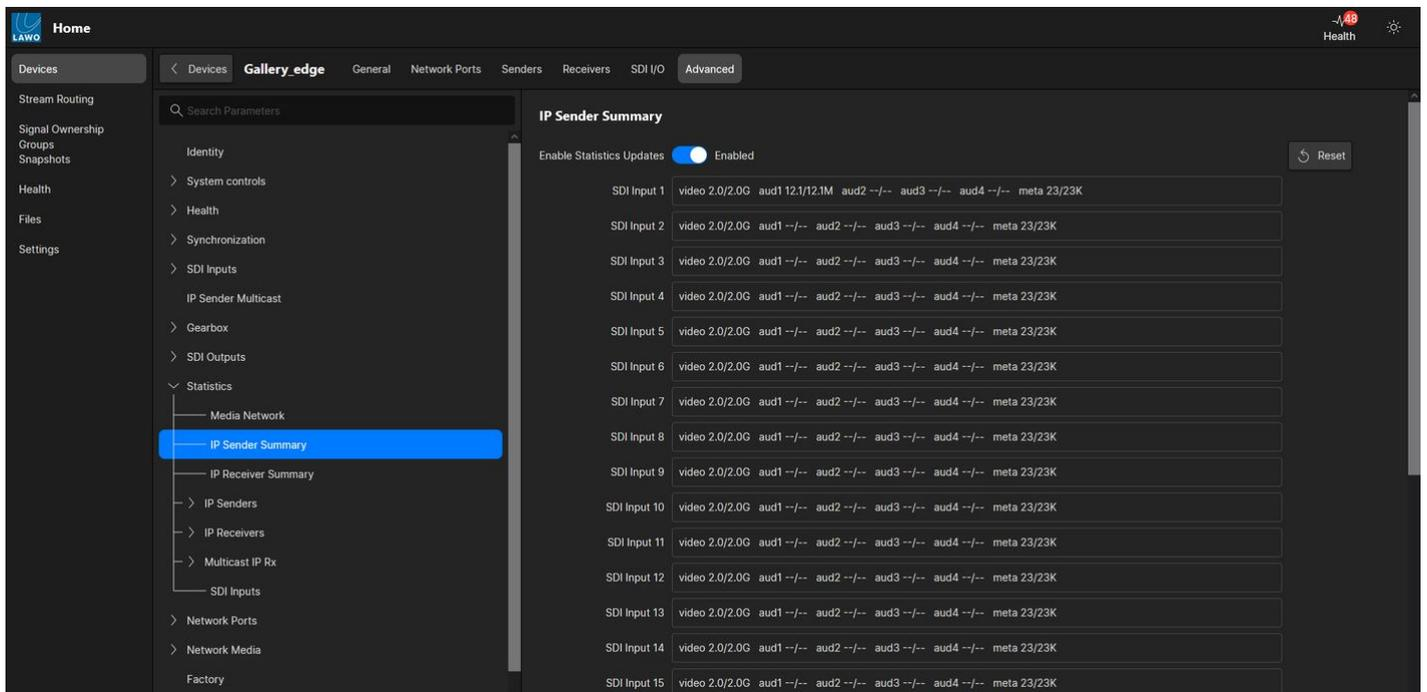 LAWO
Home
48
Health
Devices
Stream Routing
Signal Ownership
Groups
Snapshots
Health
Files
Settings
Devices Gallery_edge General Network Ports Senders Receivers SDI I/O Advanced
Search Parameters
Identity
System controls
Health
Synchronization
SDI Inputs
IP Sender Multicast
Gearbox
SDI Outputs
Statistics
Media Network
IP Sender Summary
IP Receiver Summary
IP Senders
IP Receivers
Multicast IP Rx
SDI Inputs
Network Ports
Network Media
Factory
IP Sender Summary
Enable Statistics Updates Enabled Reset
SDI Input 1 video 2.0/2.0G aud1 12.1/12.1M aud2 --/-- aud3 --/-- aud4 --/-- meta 23/23K
SDI Input 2 video 2.0/2.0G aud1 --/-- aud2 --/-- aud3 --/-- aud4 --/-- meta 23/23K
SDI Input 3 video 2.0/2.0G aud1 --/-- aud2 --/-- aud3 --/-- aud4 --/-- meta 23/23K
SDI Input 4 video 2.0/2.0G aud1 --/-- aud2 --/-- aud3 --/-- aud4 --/-- meta 23/23K
SDI Input 5 video 2.0/2.0G aud1 --/-- aud2 --/-- aud3 --/-- aud4 --/-- meta 23/23K
SDI Input 6 video 2.0/2.0G aud1 --/-- aud2 --/-- aud3 --/-- aud4 --/-- meta 23/23K
SDI Input 7 video 2.0/2.0G aud1 --/-- aud2 --/-- aud3 --/-- aud4 --/-- meta 23/23K
SDI Input 8 video 2.0/2.0G aud1 --/-- aud2 --/-- aud3 --/-- aud4 --/-- meta 23/23K
SDI Input 9 video 2.0/2.0G aud1 --/-- aud2 --/-- aud3 --/-- aud4 --/-- meta 23/23K
SDI Input 10 video 2.0/2.0G aud1 --/-- aud2 --/-- aud3 --/-- aud4 --/-- meta 23/23K
SDI Input 11 video 2.0/2.0G aud1 --/-- aud2 --/-- aud3 --/-- aud4 --/-- meta 23/23K
SDI Input 12 video 2.0/2.0G aud1 --/-- aud2 --/-- aud3 --/-- aud4 --/-- meta 23/23K
SDI Input 13 video 2.0/2.0G aud1 --/-- aud2 --/-- aud3 --/-- aud4 --/-- meta 23/23K
SDI Input 14 video 2.0/2.0G aud1 --/-- aud2 --/-- aud3 --/-- aud4 --/-- meta 23/23K
SDI Input 15 video 2.0/2.0G aud1 --/-- aud2 --/-- aud3 --/-- aud4 --/-- meta 23/23K